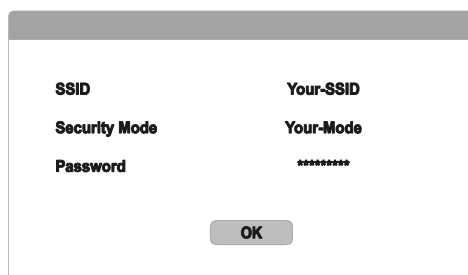 SSID Your-SSID
Security Mode Your-Mode
Password *********
OK